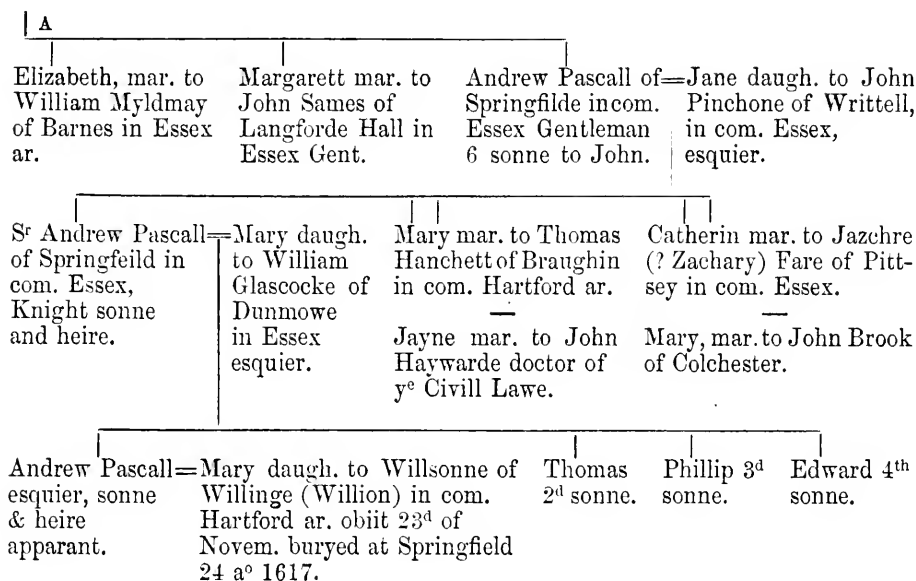 A
Elizabeth, mar. to
William Myldmay
of Barnes in Essex
ar.
Margarett mar. to
John Sames of
Langforde Hall in
Essex Gent.
Andrew Pascall of=Jane daugh. to John
Springfilde in com.
Essex Gentleman
6 sonne to John.
Pinchone of Writtell,
in com. Essex,
esquier.
Sʳ Andrew Pascall=Mary daugh.
of Springfeild in
com. Essex,
Knight sonne
and heire.
to William
Glascocke of
Dunmowe
in Essex
esquier.
Mary mar. to Thomas
Hanchett of Braughin
in com. Hartford ar.
—
Jayne mar. to John
Haywarde doctor of
yᵉ Civill Lawe.
Catherin mar. to Jazchre
(? Zachary) Fare of Pitt-
sey in com. Essex.
—
Mary, mar. to John Brook
of Colchester.
Andrew Pascall=Mary daugh. to Willsonne of
esquier, sonne
& heire
apparant.
Willinge (Willion) in com.
Hartford ar. obiit 23ᵈ of
Novem. buryed at Springfield
24 aᵒ 1617.
Thomas
2ᵈ sonne.
Phillip 3ᵈ
sonne.
Edward 4ᵗʰ
sonne.